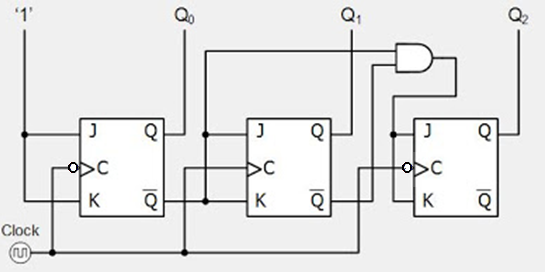 ‘1’ Q₀ Q₁ Q₂
J Q J Q J Q
C C C
K Q̅ K Q̅ K Q̅
Clock